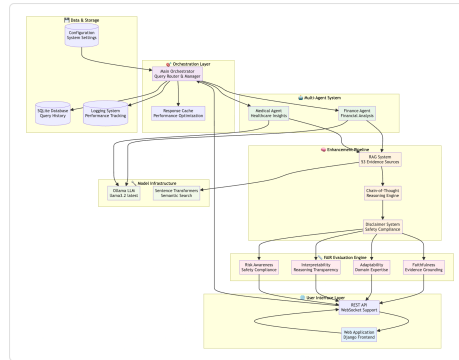 Data & Storage
Configuration
System Settings
Orchestration Layer
Main Orchestrator
Query Router & Manager
SQLite Database
Query History
Logging System
Performance Tracking
Response Cache
Performance Optimization
Multi-Agent System
Medical Agent
Healthcare Insights
Finance Agent
Financial Analysis
Enhancement Pipeline
RAG System
53 Evidence Sources
Chain-of-Thought
Reasoning Engine
Disclaimer System
Safety Compliance
Model Infrastructure
Ollama LLM
llama3.2:latest
Sentence Transformers
Semantic Search
FAIR Evaluation Engine
Risk Awareness
Safety Compliance
Interpretability
Reasoning Transparency
Adaptability
Domain Expertise
Faithfulness
Evidence Grounding
User Interface Layer
REST API
WebSocket Support
Web Application
Django Frontend